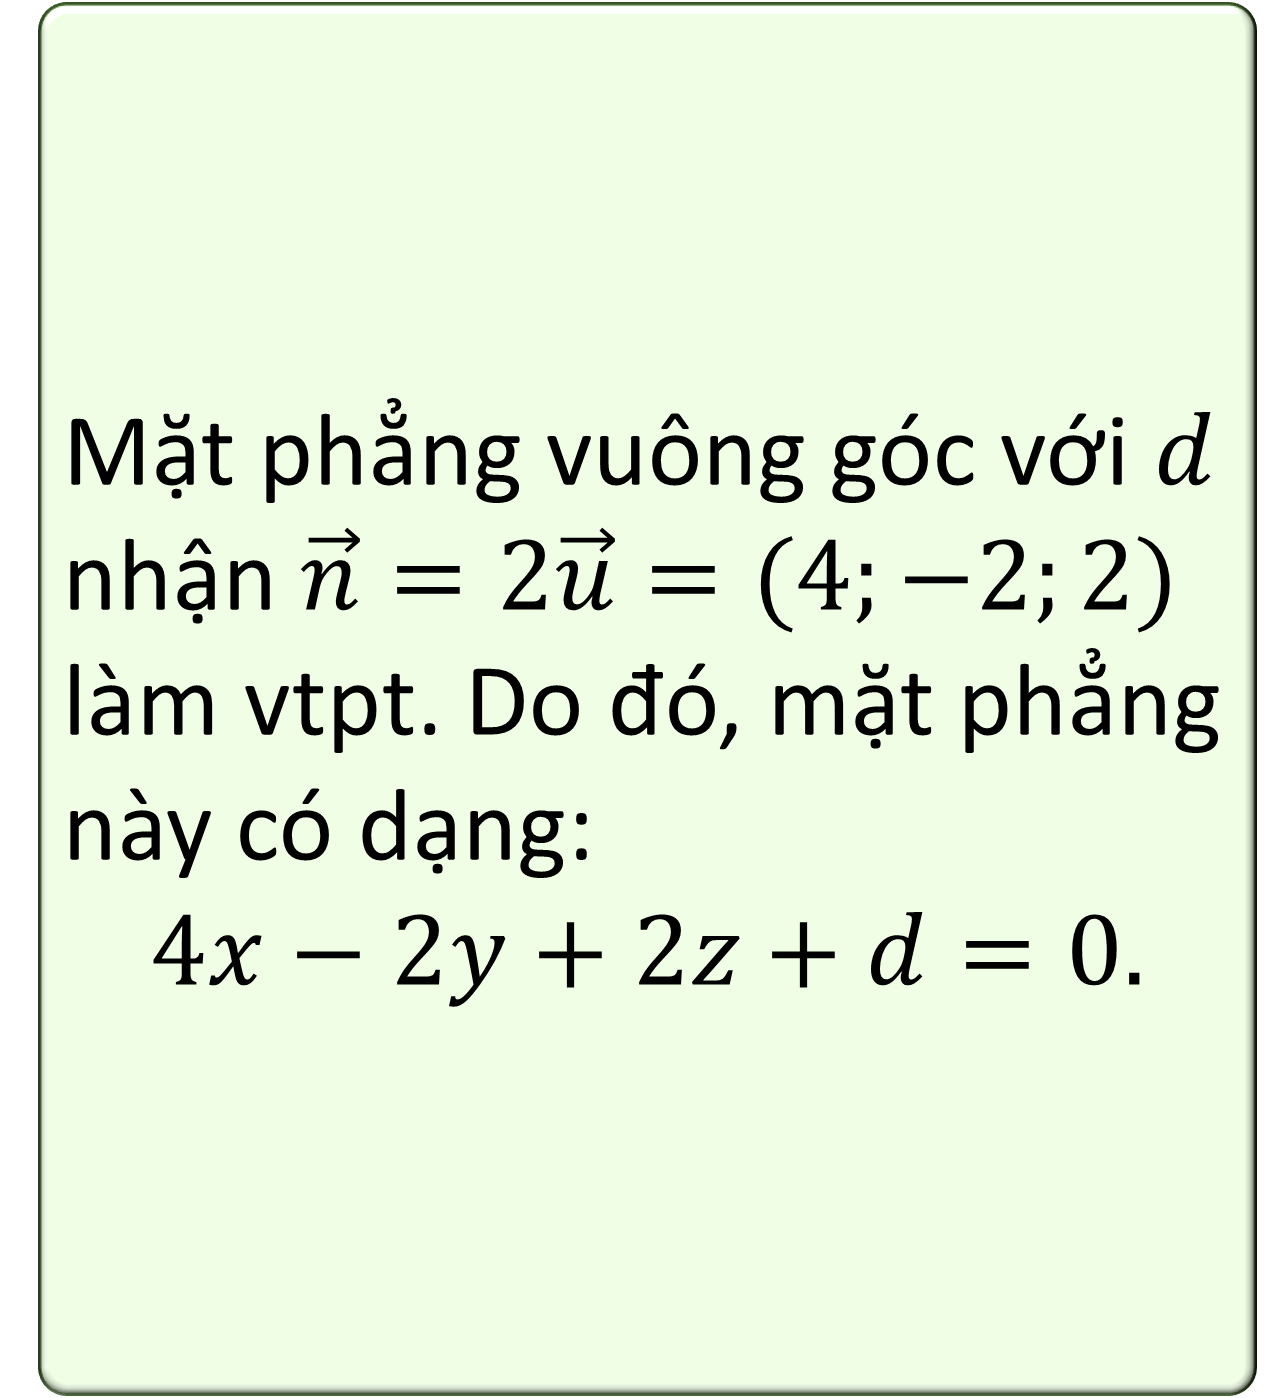 Mặt phẳng vuông góc với d
nhận n⃗ = 2u⃗ = (4; −2; 2)
làm vtpt. Do đó, mặt phẳng
này có dạng:
4x − 2y + 2z + d = 0.